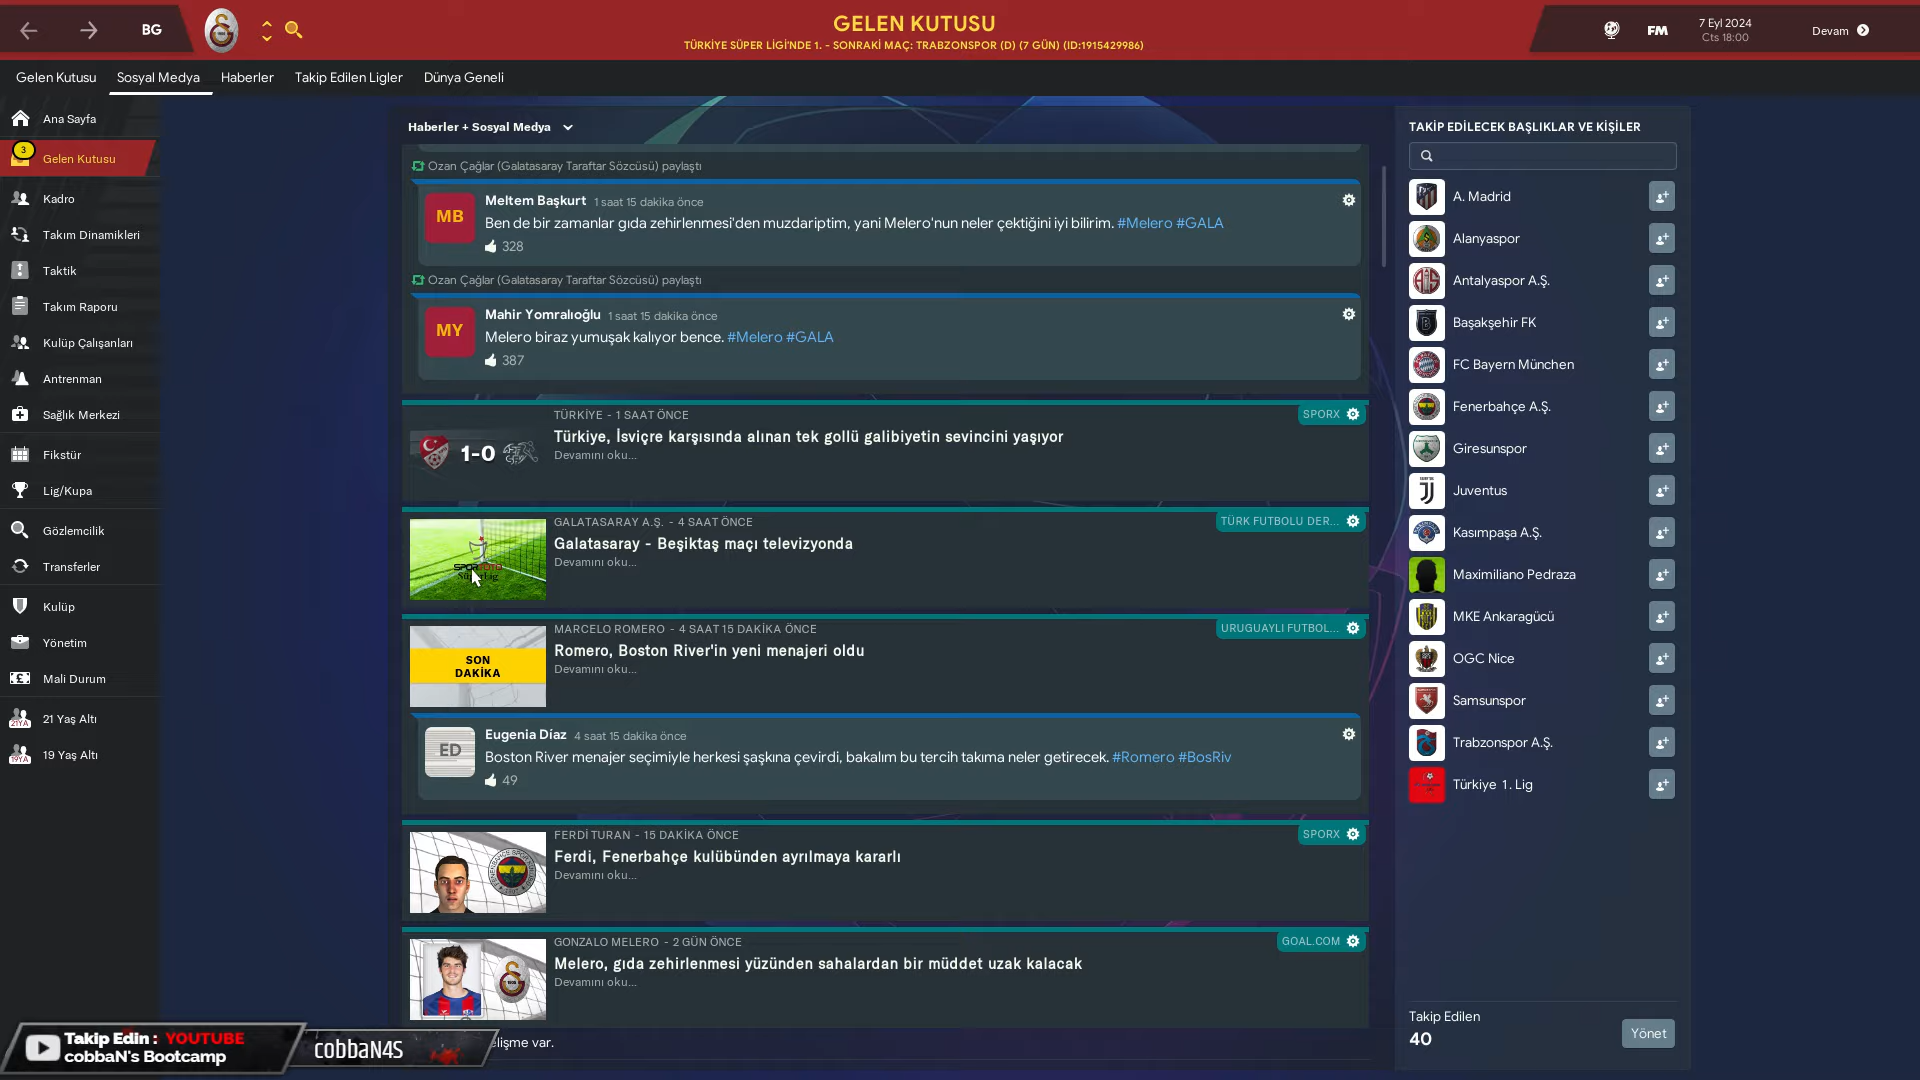 BG
GELEN KUTUSU
TÜRKİYE SÜPER LİGİ'NDE 1. - SONRAKİ MAÇ: TRABZONSPOR (D) (7 GÜN) (ID:1915429986)
FM
7 Eyl 2024
Cts 18:00
Devam
Gelen Kutusu
Sosyal Medya
Haberler
Takip Edilen Ligler
Dünya Geneli
Ana Sayfa
3
Gelen Kutusu
Kadro
Takım Dinamikleri
Taktik
Takım Raporu
Kulüp Çalışanları
Antrenman
Sağlık Merkezi
Fikstür
Lig/Kupa
Gözlemcilik
Transferler
Kulüp
Yönetim
Mali Durum
21YA
21 Yaş Altı
19YA
19 Yaş Altı
Haberler + Sosyal Medya
Ozan Çağlar (Galatasaray Taraftar Sözcüsü) paylaştı
MB
Meltem Başkurt 1 saat 15 dakika önce
Ben de bir zamanlar gıda zehirlenmesi'den muzdariptim, yani Melero'nun neler çektiğini iyi bilirim. #Melero #GALA
328
Ozan Çağlar (Galatasaray Taraftar Sözcüsü) paylaştı
MY
Mahir Yomralıoğlu 1 saat 15 dakika önce
Melero biraz yumuşak kalıyor bence. #Melero #GALA
387
TÜRKİYE - 1 SAAT ÖNCE
SPORX
1-0
Türkiye, İsviçre karşısında alınan tek gollü galibiyetin sevincini yaşıyor
Devamını oku...
GALATASARAY A.Ş. - 4 SAAT ÖNCE
TÜRK FUTBOLU DER...
Galatasaray - Beşiktaş maçı televizyonda
Devamını oku...
MARCELO ROMERO - 4 SAAT 15 DAKİKA ÖNCE
URUGUAYLI FUTBOL...
SON
DAKİKA
Romero, Boston River'in yeni menajeri oldu
Devamını oku...
ED
Eugenia Díaz 4 saat 15 dakika önce
Boston River menajer seçimiyle herkesi şaşkına çevirdi, bakalım bu tercih takıma neler getirecek. #Romero #BosRiv
49
FERDİ TURAN - 15 DAKİKA ÖNCE
SPORX
Ferdi, Fenerbahçe kulübünden ayrılmaya kararlı
Devamını oku...
GONZALO MELERO - 2 GÜN ÖNCE
GOAL.COM
Melero, gıda zehirlenmesi yüzünden sahalardan bir müddet uzak kalacak
Devamını oku...
elişme var.
TAKİP EDİLECEK BAŞLIKLAR VE KİŞİLER
A. Madrid
Alanyaspor
Antalyaspor A.Ş.
Başakşehir FK
FC Bayern München
Fenerbahçe A.Ş.
Giresunspor
Juventus
Kasımpaşa A.Ş.
Maximiliano Pedraza
MKE Ankaragücü
OGC Nice
Samsunspor
Trabzonspor A.Ş.
Türkiye 1. Lig
Takip Edilen
40
Yönet
Takip Edin : YOUTUBE
cobbaN's Bootcamp
cobbaN4S